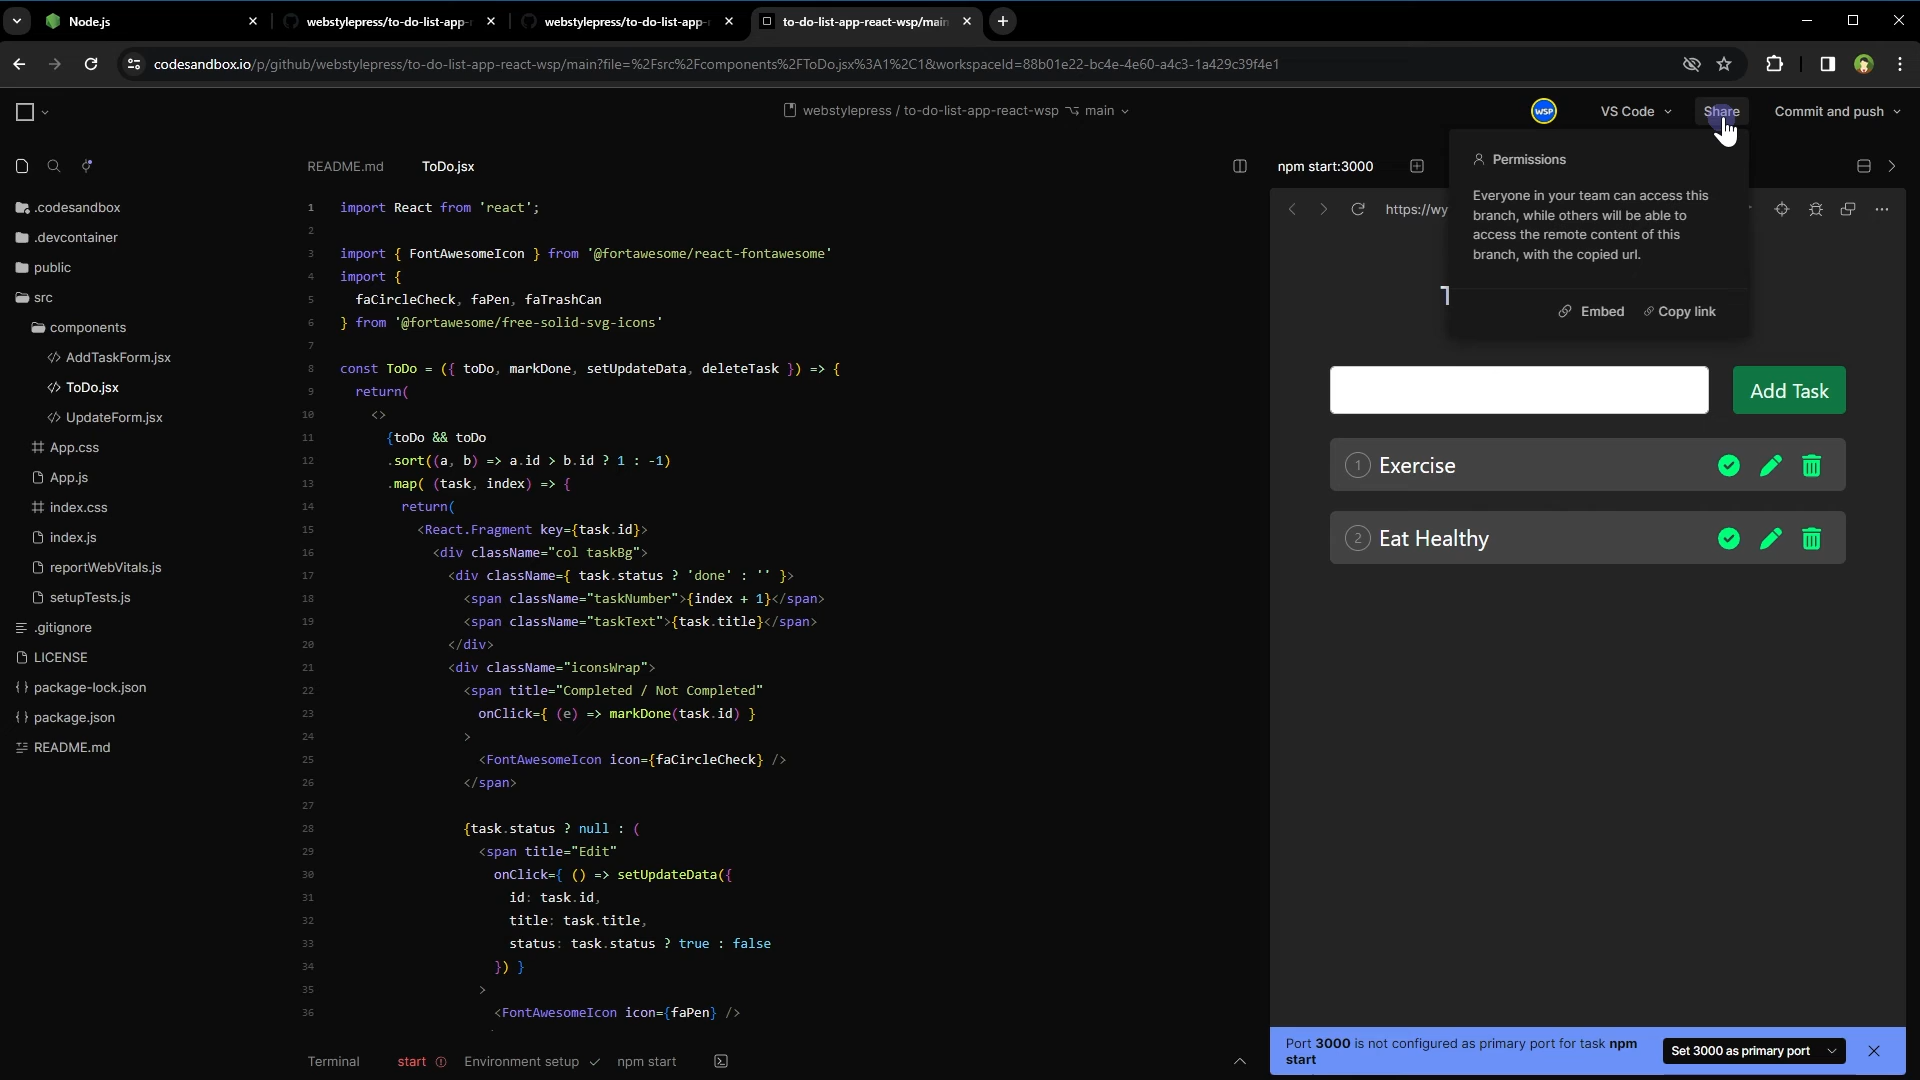 Node.js
webstylepress/to-do-list-app-
webstylepress/to-do-list-app-
to-do-list-app-react-wsp/main
codesandbox.io/p/github/webstylepress/to-do-list-app-react-wsp/main?file=%2Fsrc%2Fcomponents%2FToDo.jsx%3A1%2C1&workspaceId=88b01e22-bc4e-4e60-a4c3-1a429c39f4e1
webstylepress / to-do-list-app-react-wsp main
WSP
VS Code
Share
Commit and push
README.md
ToDo.jsx
npm start:3000
https://wy
.codesandbox
.devcontainer
public
src
components
AddTaskForm.jsx
ToDo.jsx
UpdateForm.jsx
App.css
App.js
index.css
index.js
reportWebVitals.js
setupTests.js
.gitignore
LICENSE
package-lock.json
package.json
README.md
1 import React from 'react';
2
3 import { FontAwesomeIcon } from '@fortawesome/react-fontawesome'
4 import {
5 faCircleCheck, faPen, faTrashCan
6 } from '@fortawesome/free-solid-svg-icons'
7
8 const ToDo = ({ toDo, markDone, setUpdateData, deleteTask }) => {
9 return(
10 <>
11 {toDo && toDo
12 .sort((a, b) => a.id > b.id ? 1 : -1)
13 .map( (task, index) => {
14 return(
15 <React.Fragment key={task.id}>
16 <div className="col taskBg">
17 <div className={ task.status ? 'done' : '' }>
18 <span className="taskNumber">{index + 1}</span>
19 <span className="taskText">{task.title}</span>
20 </div>
21 <div className="iconsWrap">
22 <span title="Completed / Not Completed"
23 onClick={ (e) => markDone(task.id) }
24 >
25 <FontAwesomeIcon icon={faCircleCheck} />
26 </span>
27
28 {task.status ? null : (
29 <span title="Edit"
30 onClick={ () => setUpdateData({
31 id: task.id,
32 title: task.title,
33 status: task.status ? true : false
34 }) }
35 >
36 <FontAwesomeIcon icon={faPen} />
Permissions
Everyone in your team can access this
branch, while others will be able to
access the remote content of this
branch, with the copied url.
Embed
Copy link
T
Add Task
1 Exercise
2 Eat Healthy
Terminal
start
Environment setup
npm start
Port 3000 is not configured as primary port for task npm
start
Set 3000 as primary port